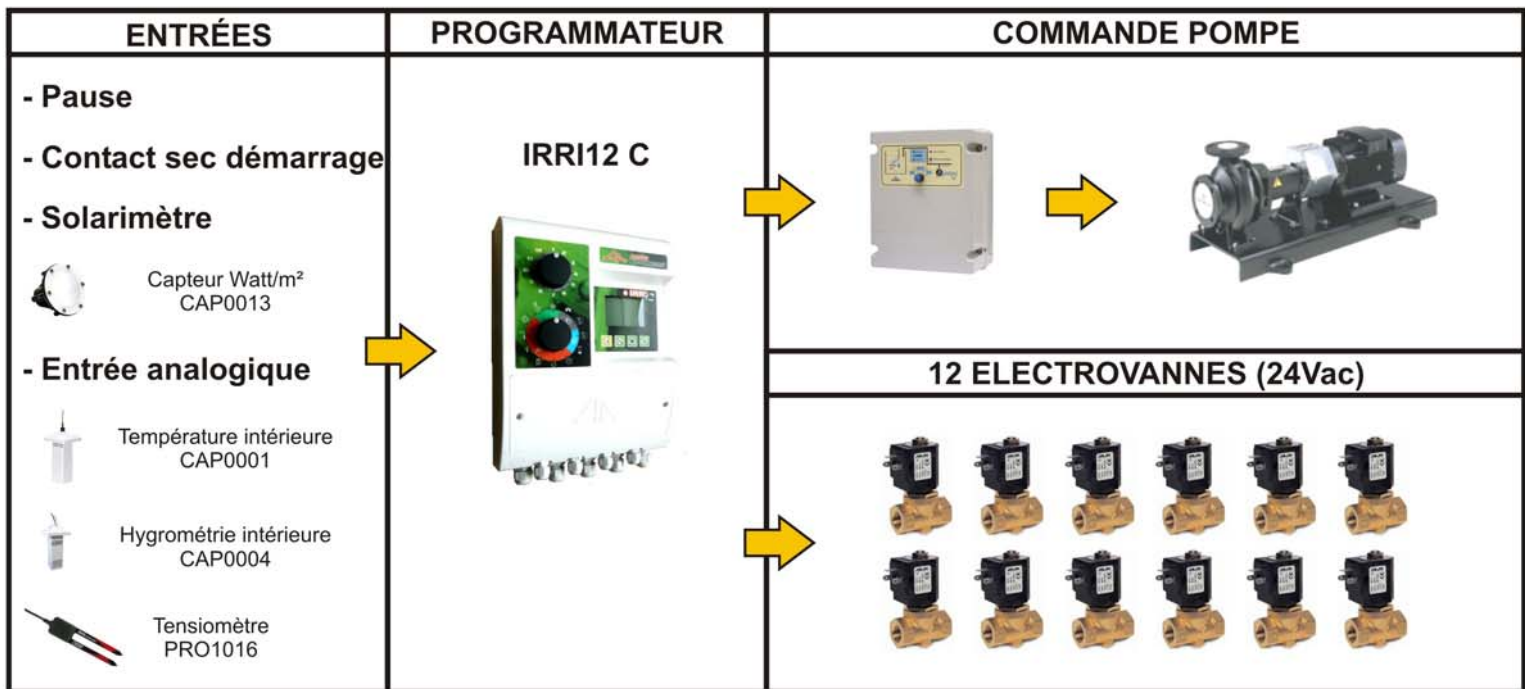 ENTRÉES
- Pause
- Contact sec démarrage
- Solarimètre
Capteur Watt/m²
CAP0013
- Entrée analogique
Température intérieure
CAP0001
Hygrométrie intérieure
CAP0004
Tensiomètre
PRO1016
PROGRAMMATEUR
IRRI12 C
COMMANDE POMPE
12 ELECTROVANNES (24Vac)